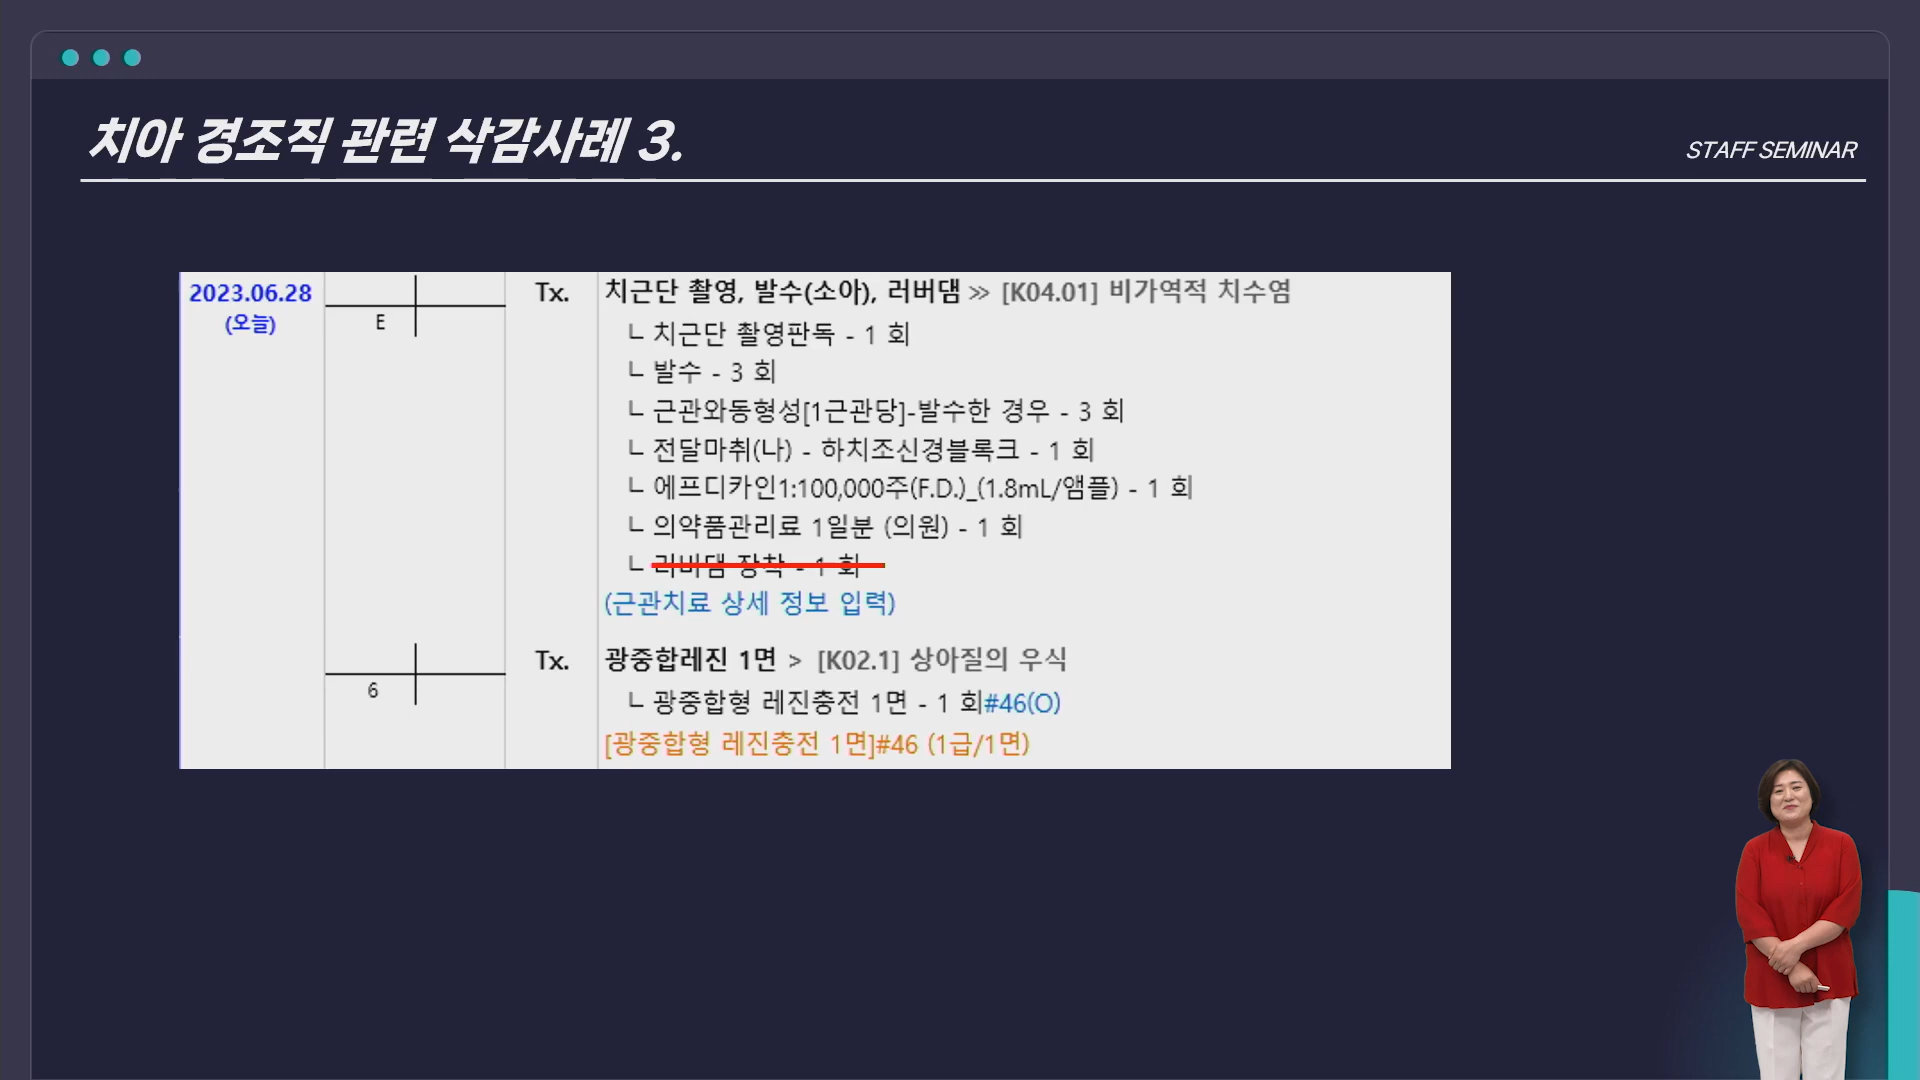 치아 경조직 관련 삭감사례 3.
STAFF SEMINAR
2023.06.28
(오늘)
E
Tx. 치근단 촬영, 발수(소아), 러버댐 ≫ [K04.01] 비가역적 치수염
ㄴ 치근단 촬영판독 - 1 회
ㄴ 발수 - 3 회
ㄴ 근관와동형성[1근관당]-발수한 경우 - 3 회
ㄴ 전달마취(나) - 하치조신경블록크 - 1 회
ㄴ 에프디카인1:100,000주(F.D.)_(1.8mL/앰플) - 1 회
ㄴ 의약품관리료 1일분 (의원) - 1 회
ㄴ 러버댐 장착 - 1 회
(근관치료 상세 정보 입력)
6
Tx. 광중합레진 1면 > [K02.1] 상아질의 우식
ㄴ 광중합형 레진충전 1면 - 1 회#46(O)
[광중합형 레진충전 1면]#46 (1급/1면)